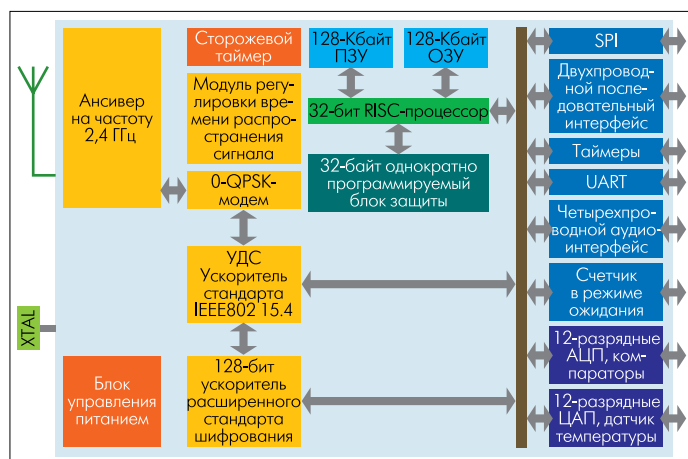 Сторожевой
таймер
128-Кбайт
ПЗУ
128-Кбайт
ОЗУ
SPI
Ансивер
на частоту
2,4 ГГц
Модуль регу-
лировки вре-
мени распро-
странения
сигнала
32-бит RISC-процессор
Двухпровод-
ной после-
довательный
интерфейс
32-байт однократно
программируемый
блок защиты
Таймеры
0-QPSK-
модем
UART
Четырехпро-
водной аудио-
интерфейс
УДС
Ускоритель
стандарта
IEEE802 15.4
Счетчик
в режиме
ожидания
XTAL
Блок
управления
питанием
128-бит
ускоритель
расширенного
стандарта
шифрования
12-разрядные
АЦП, ком-
параторы
12-разрядные
ЦАП, датчик
температуры